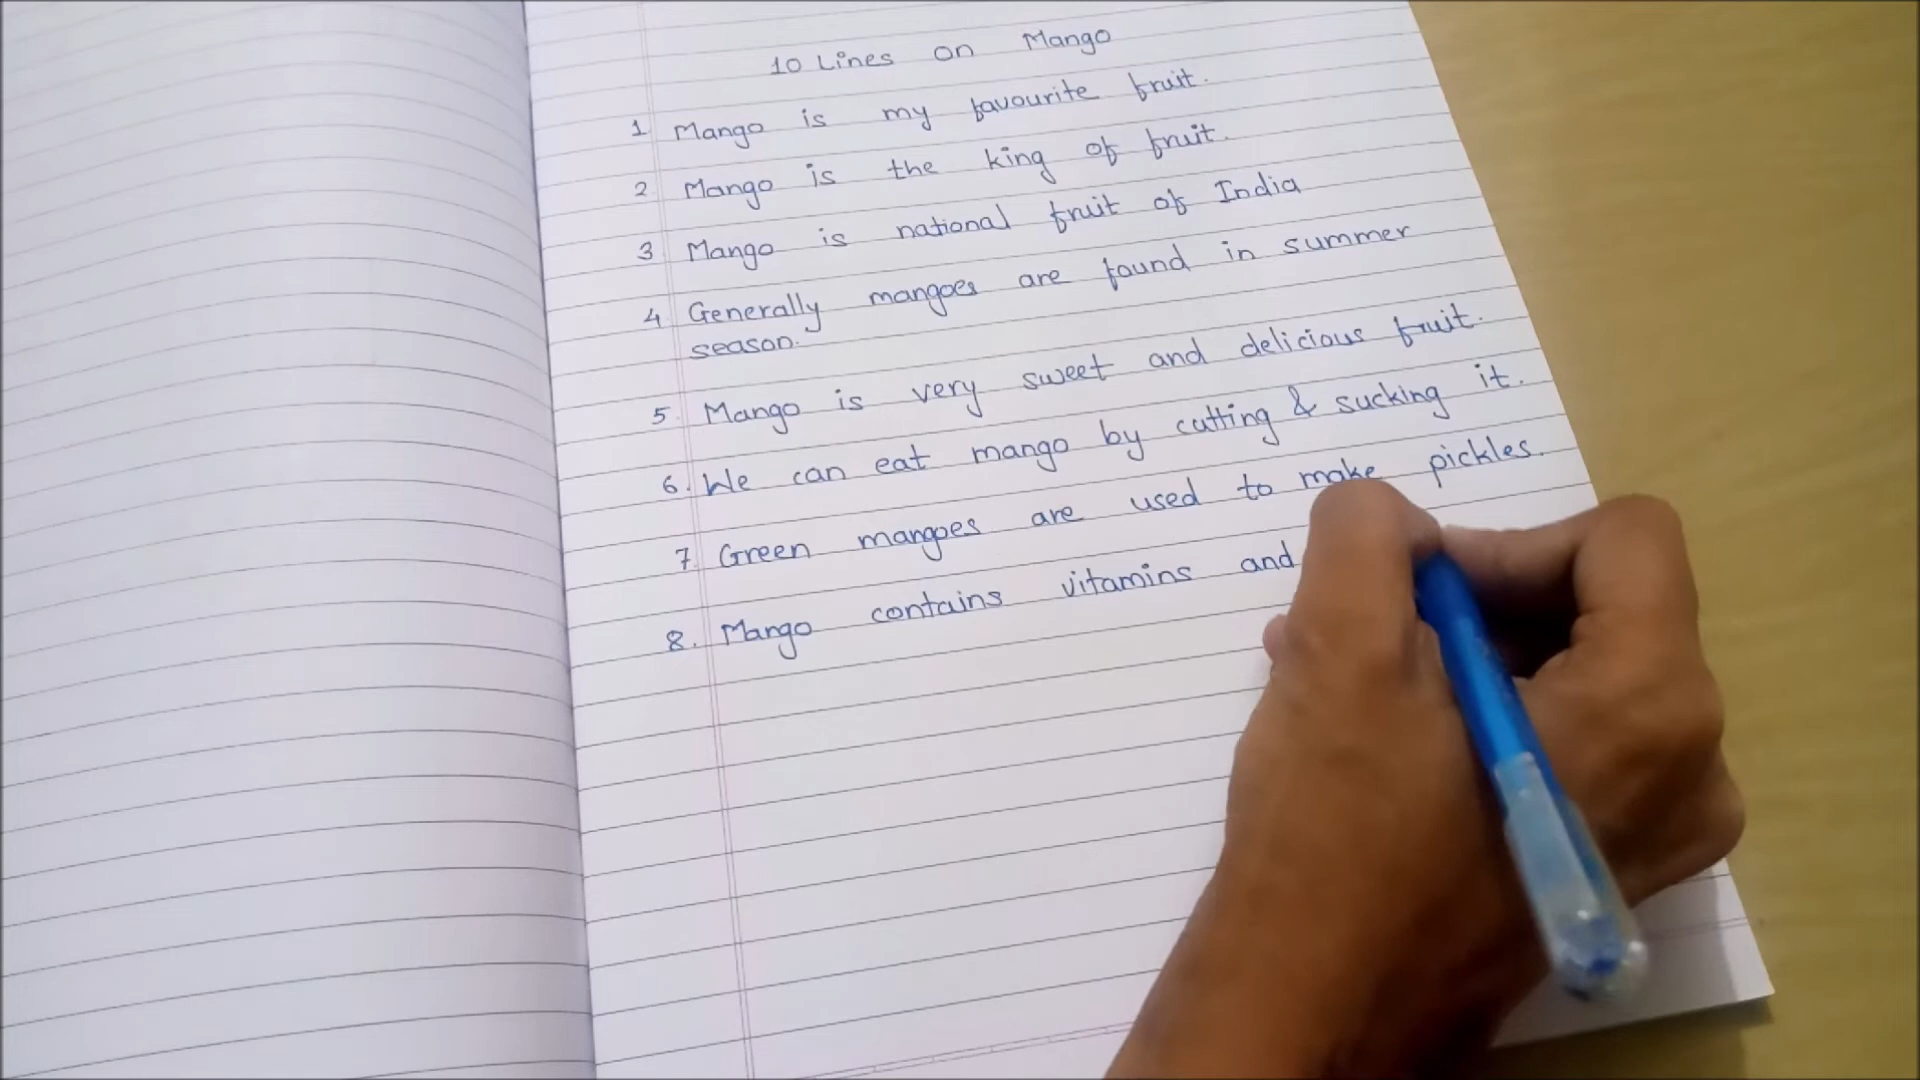 10 Lines on Mango
1 Mango is my favourite fruit.
2 Mango is the king of fruit.
3 Mango is national fruit of India
4 Generally mangoes are found in summer
season.
5. Mango is very sweet and delicious fruit.
6. We can eat mango by cutting & sucking it.
7. Green mangoes are used to make pickles.
8. Mango contains vitamins and